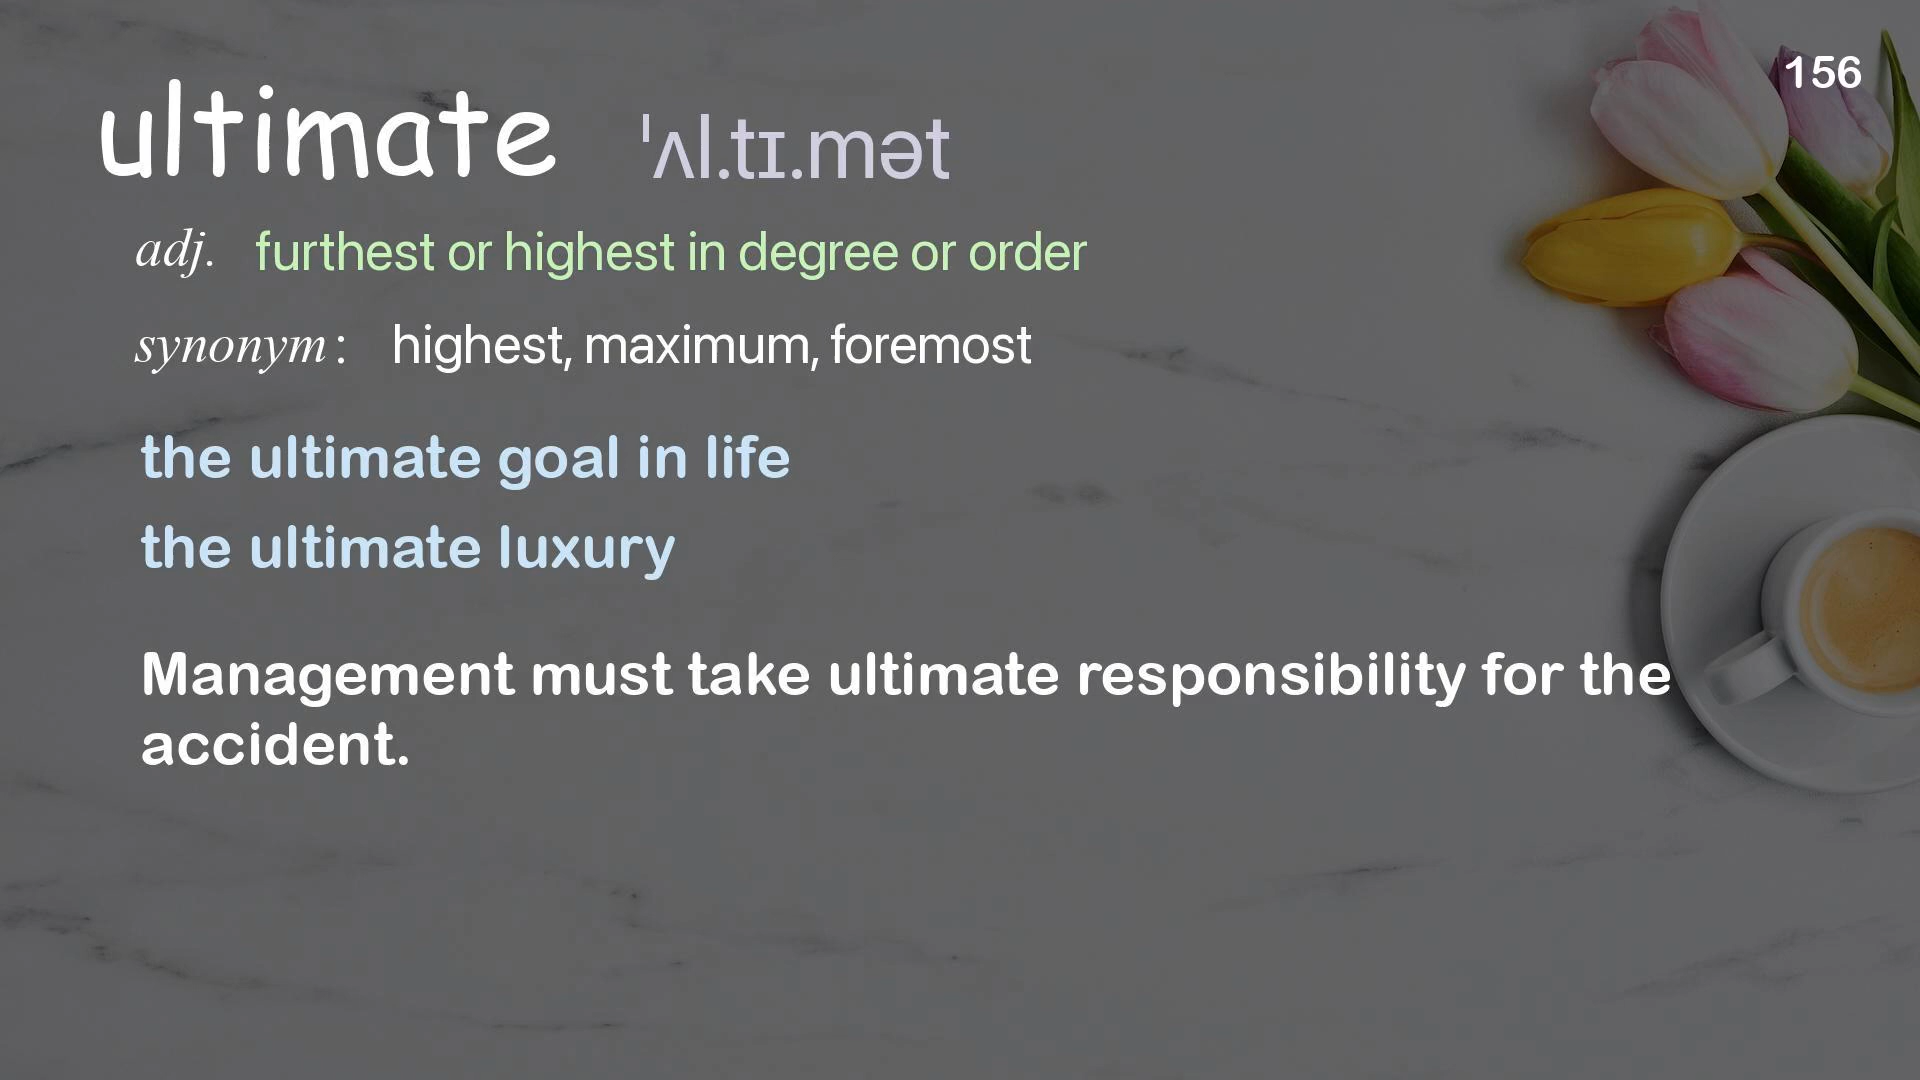 156
ultimate ˈʌl.tɪ.mət
adj. furthest or highest in degree or order
synonym: highest, maximum, foremost
the ultimate goal in life
the ultimate luxury
Management must take ultimate responsibility for the
accident.